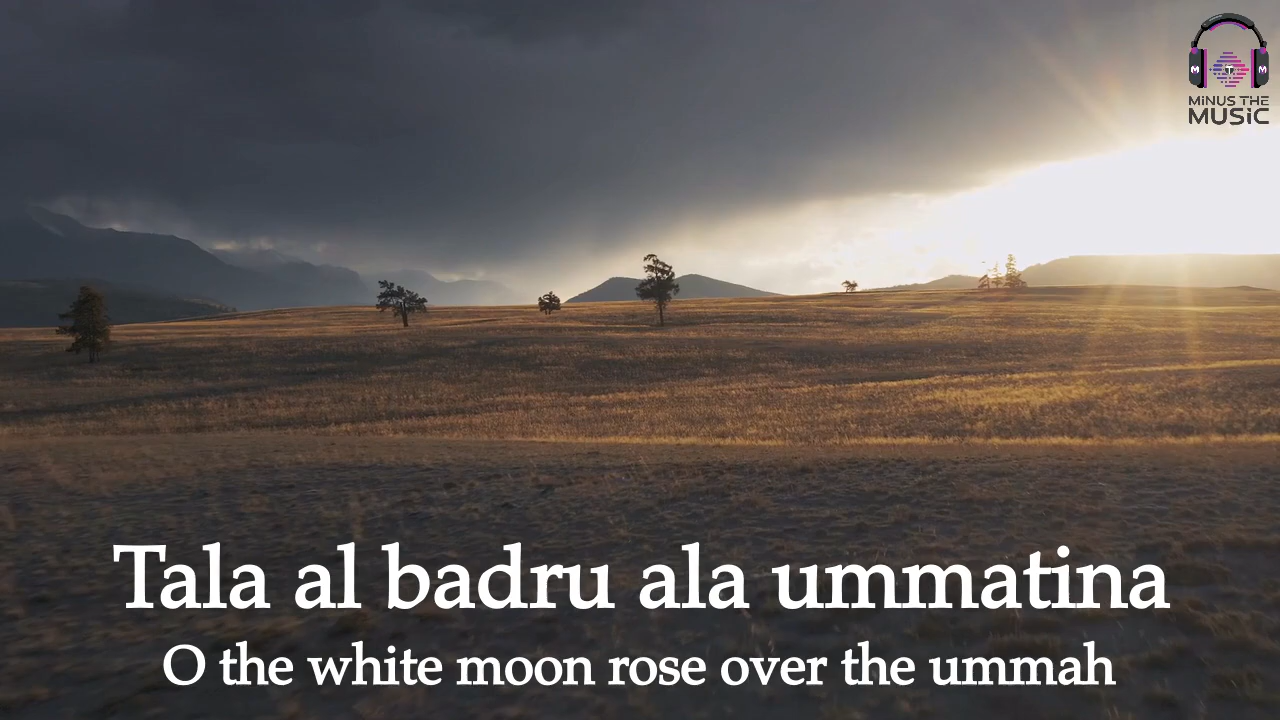 MiNUS THE
MUSiC
Tala al badru ala ummatina
O the white moon rose over the ummah